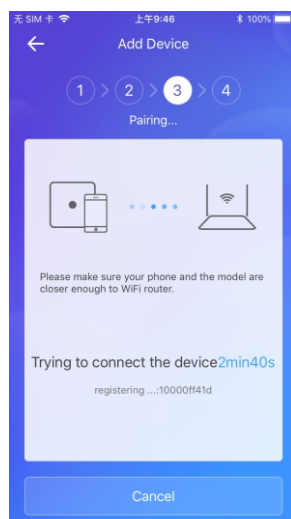 无 SIM 卡 上午9:46 100%
Add Device
1 > 2 > 3 > 4
Pairing...
Please make sure your phone and the model are
closer enough to WiFi router.
Trying to connect the device2min40s
registering ...:10000ff41d
Cancel